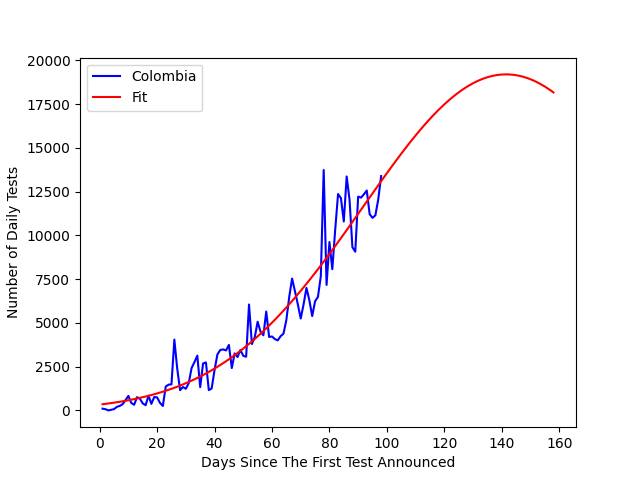 20000
17500
15000
12500
10000
7500
5000
2500
0
Number of Daily Tests
Colombia
Fit
0 20 40 60 80 100 120 140 160
Days Since The First Test Announced